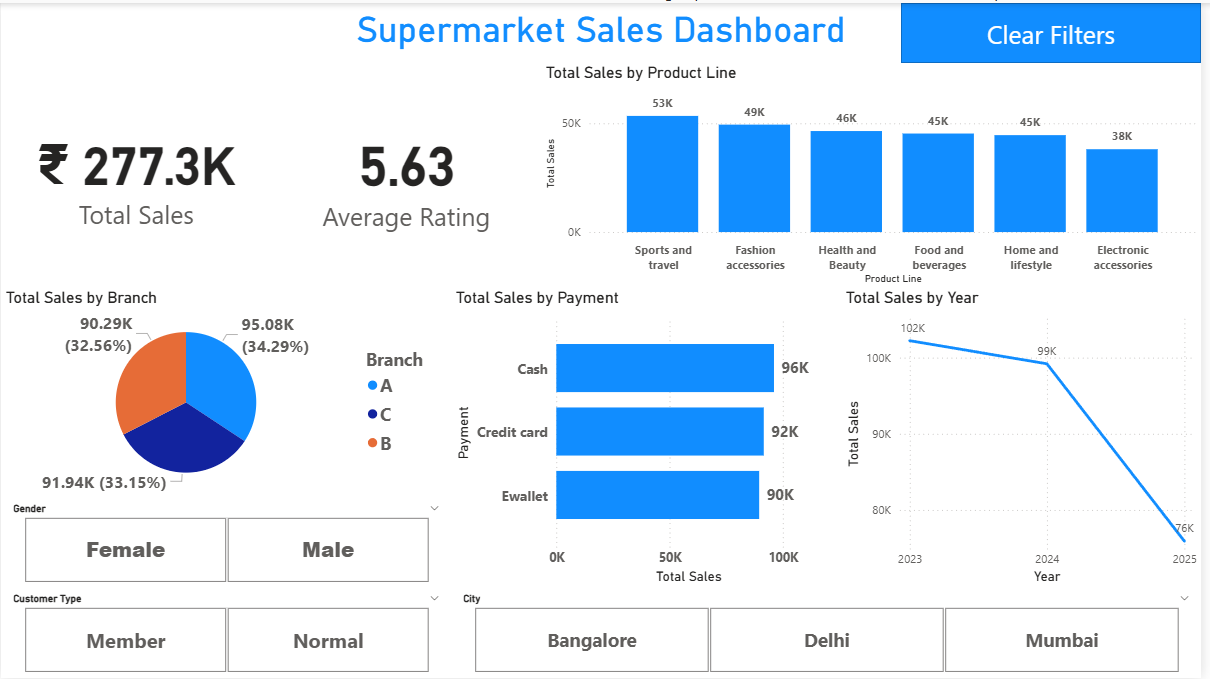 Supermarket Sales Dashboard
Clear Filters
₹ 277.3K
Total Sales
5.63
Average Rating
Total Sales by Product Line
Total Sales
50K
0K
53K
49K
46K
45K
45K
38K
Sports and
travel
Fashion
accessories
Health and
Beauty
Food and
beverages
Home and
lifestyle
Electronic
accessories
Product Line
Total Sales by Branch
90.29K
(32.56%)
95.08K
(34.29%)
91.94K (33.15%)
Branch
A
C
B
Total Sales by Payment
Payment
Cash
96K
Credit card
92K
Ewallet
90K
0K
50K
100K
Total Sales
Total Sales by Year
Total Sales
102K
99K
76K
100K
90K
80K
2023
2024
2025
Year
Gender
Female
Male
Customer Type
Member
Normal
City
Bangalore
Delhi
Mumbai